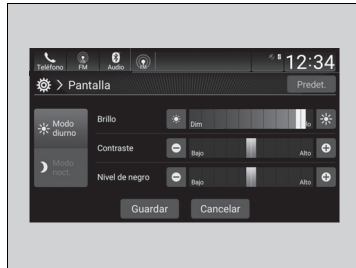 12:34
Teléfono FM Audio
> Pantalla Predet.
Modo diurno
Brillo Dim
Contraste Bajo Alto
Modo noct.
Nivel de negro Bajo Alto
Guardar Cancelar